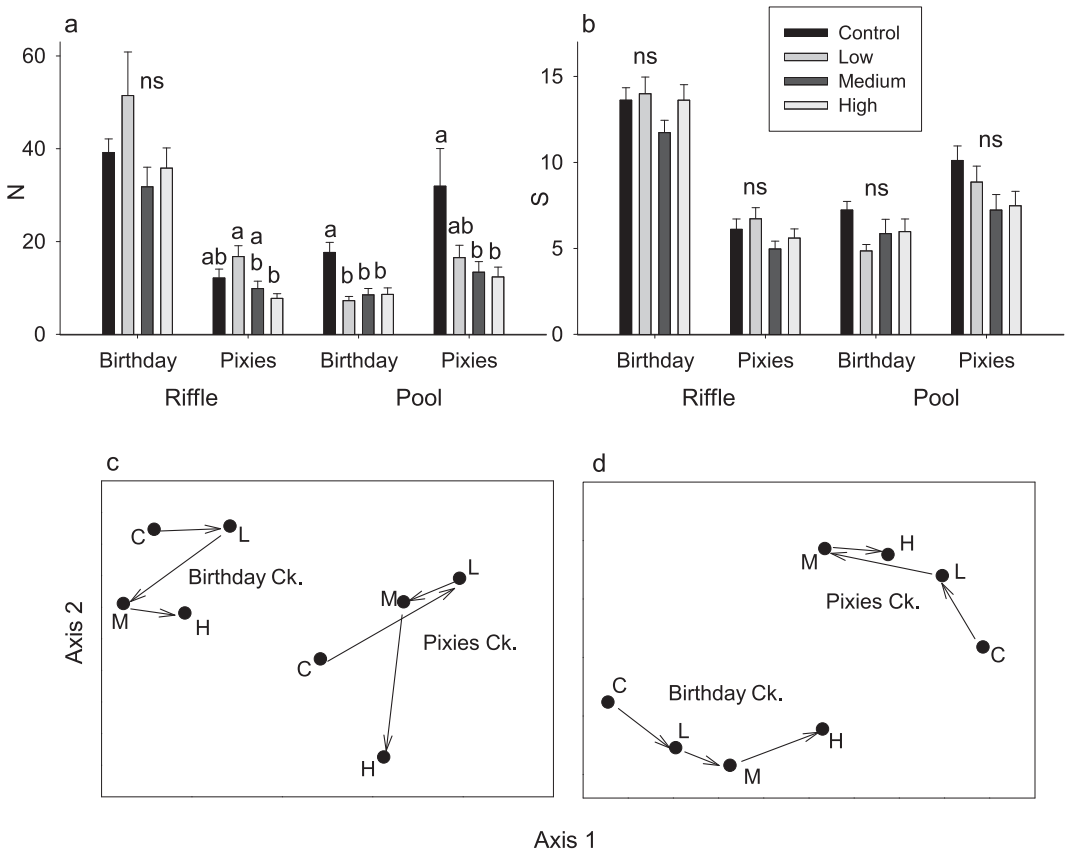 a
N
60
40
20
0
ns
ab
a
a
b
b
a
b b b
a
ab
b b
Birthday
Pixies
Birthday
Pixies
Riffle
Pool
b
S
15
10
5
0
ns
ns
ns
ns
Control
Low
Medium
High
Birthday
Pixies
Birthday
Pixies
Riffle
Pool
c
C
L
Birthday Ck.
M
H
L
M
Pixies Ck.
C
H
d
H
M
L
Pixies Ck.
C
C
Birthday Ck.
L
H
M
Axis 2
Axis 1